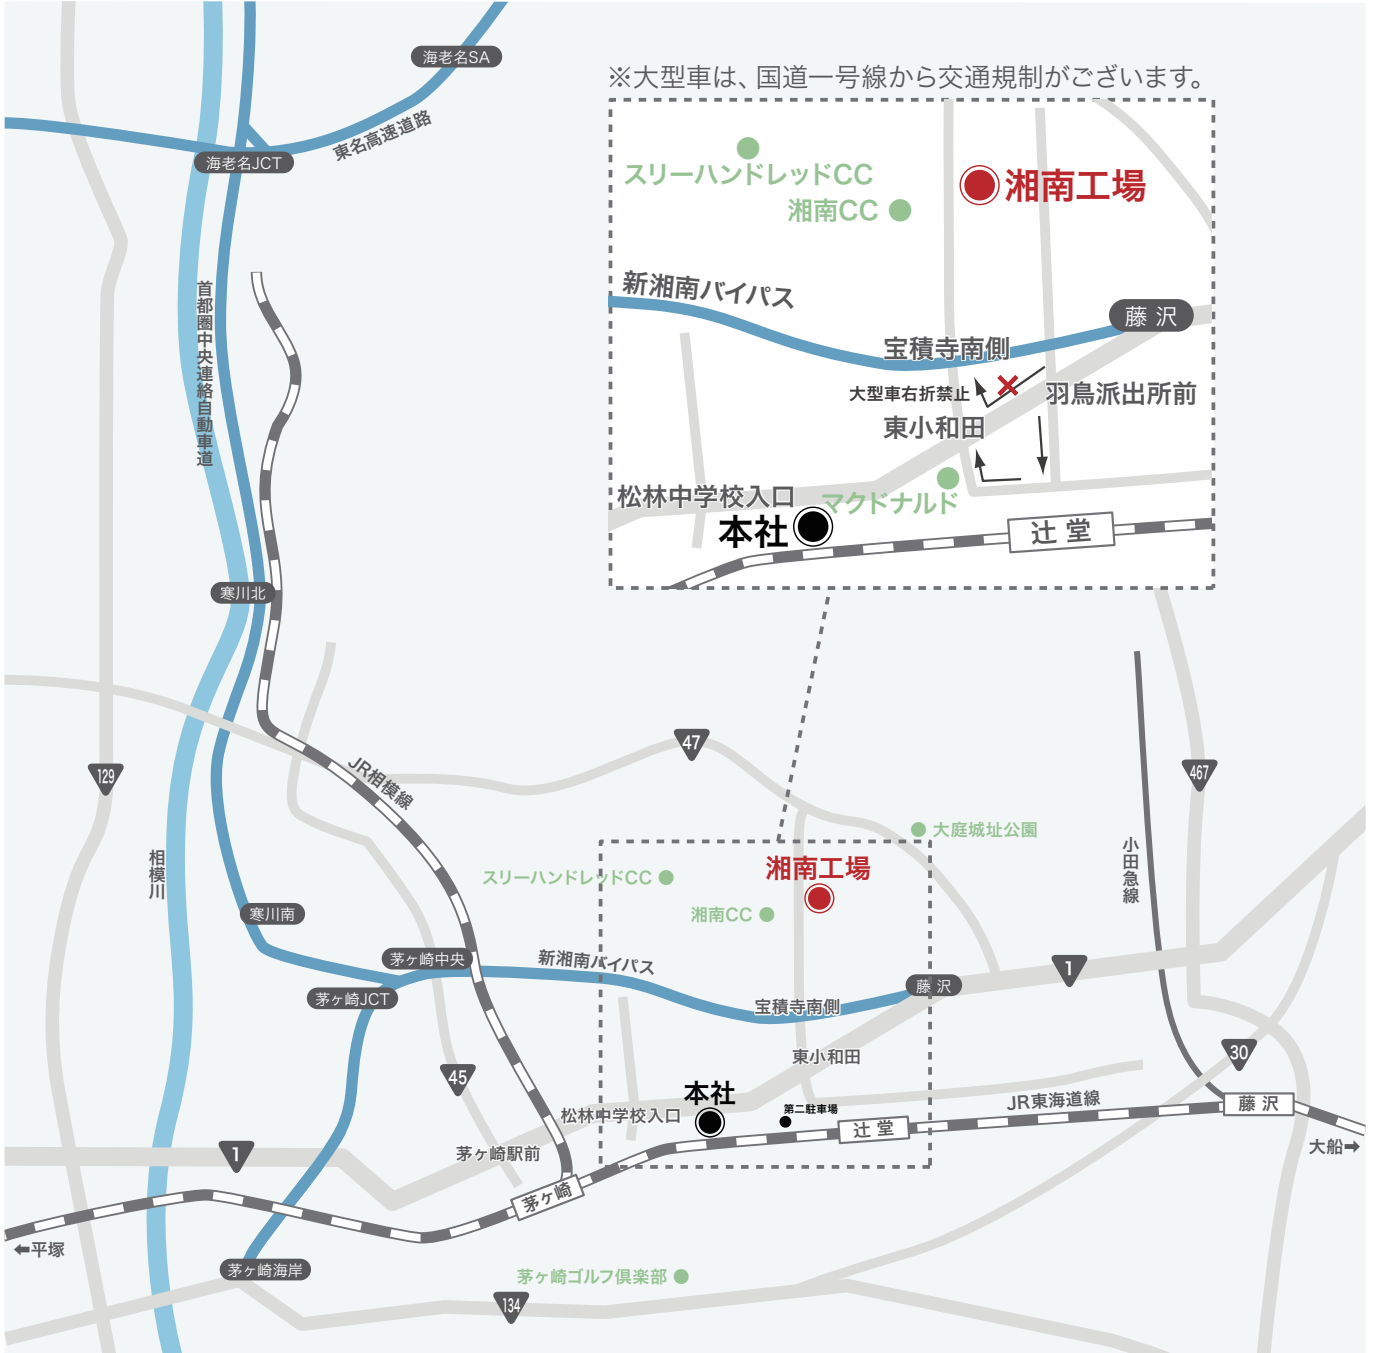 海老名SA
※大型車は、国道一号線から交通規制がございます。
東名高速道路
海老名JCT
スリーハンドレッドCC
湘南CC
湘南工場
新湘南バイパス
藤沢
宝積寺南側
大型車右折禁止
羽鳥派出所前
東小和田
松林中学校入口
マクドナルド
本社
辻堂
首都圏中央連絡自動車道
寒川北
JR相模線
47
129
467
相模川
大庭城址公園
小田急線
湘南工場
スリーハンドレッドCC
湘南CC
寒川南
茅ヶ崎中央
新湘南バイパス
茅ヶ崎JCT
藤沢
1
宝積寺南側
東小和田
30
45
本社
第二駐車場
松林中学校入口
JR東海道線
辻堂
藤沢
大船➡
1
茅ヶ崎駅前
茅ヶ崎
⬅平塚
茅ヶ崎海岸
茅ヶ崎ゴルフ倶楽部
134